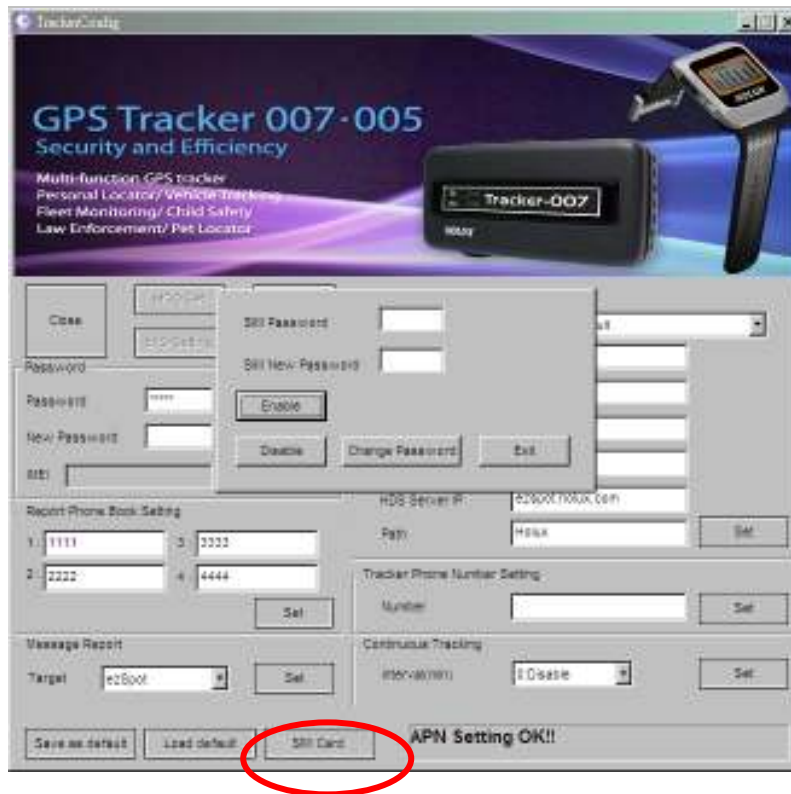 TrackerConfig
GPS Tracker 007·005
Security and Efficiency
Multi-function GPS tracker
Personal Locator/ Vehicle Tracking
Fleet Monitoring/ Child Safety
Law Enforcement/ Pet Locator
Tracker-007
HOLUX
Close
SIM Password
SIM New Password
Enable
Disable Change Password Exit
Password
Password *****
New Password
IMEI
HDS Server IP ezspot.holux.com
Path Holux Set
Report Phone Book Setting
1 : 1111 3 : 3333
2 : 2222 4 : 4444
Set
Tracker Phone Number Setting
Number Set
Message Report
Target ezSpot Set
Continuous Tracking
Interval(min) 0:Disable Set
Save as default Load default SIM Card APN Setting OK!!